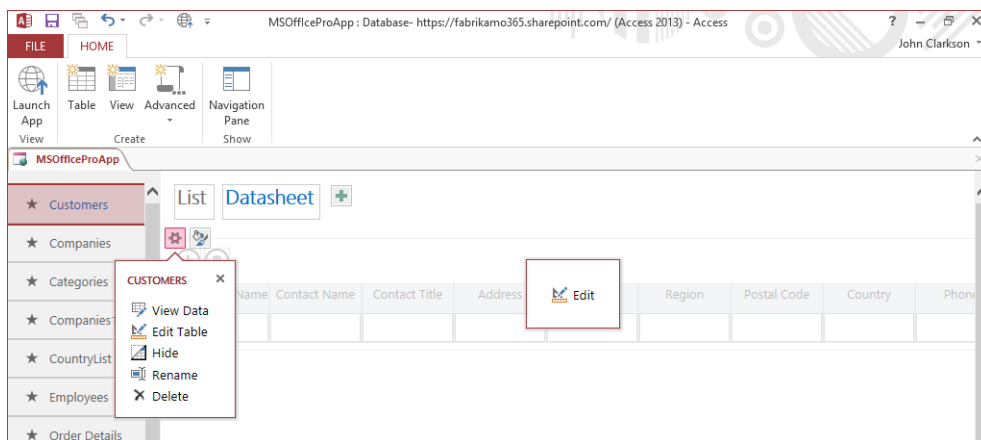 MSOffIceProApp : Database- https://fabrikamo365.sharepoint.com/ (Access 2013) - Access
FILE HOME John Clarkson
Launch App Table View Advanced Navigation Pane
View Create Show
MSOffIceProApp
List Datasheet
Customers
Companies
Categories
Companies
CountryList
Employees
Order Details
CUSTOMERS
View Data
Edit Table
Hide
Rename
Delete
Name Contact Name Contact Title Address Region Postal Code Country Phone
Edit